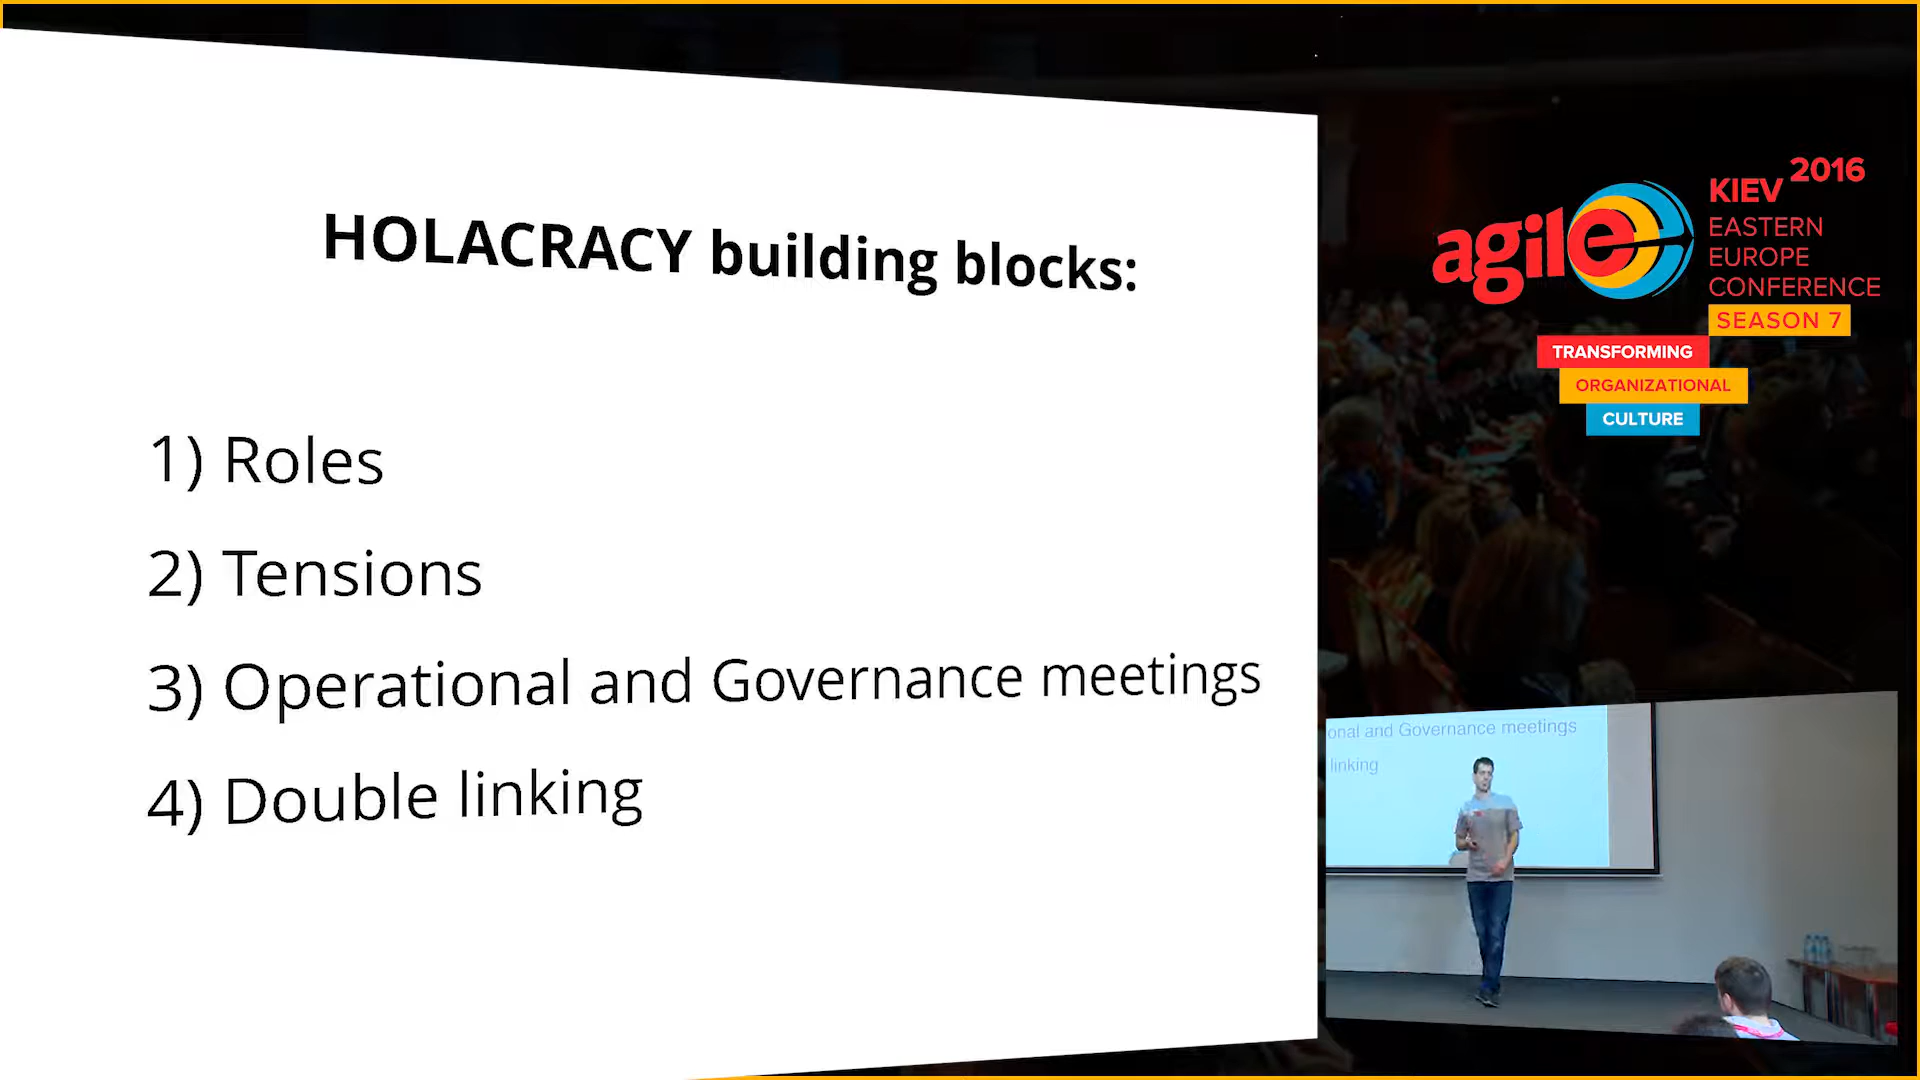 HOLACRACY building blocks:
1) Roles
2) Tensions
3) Operational and Governance meetings
4) Double linking
agile
KIEV 2016
EASTERN
EUROPE
CONFERENCE
SEASON 7
TRANSFORMING
ORGANIZATIONAL
CULTURE
onal and Governance meetings
linking